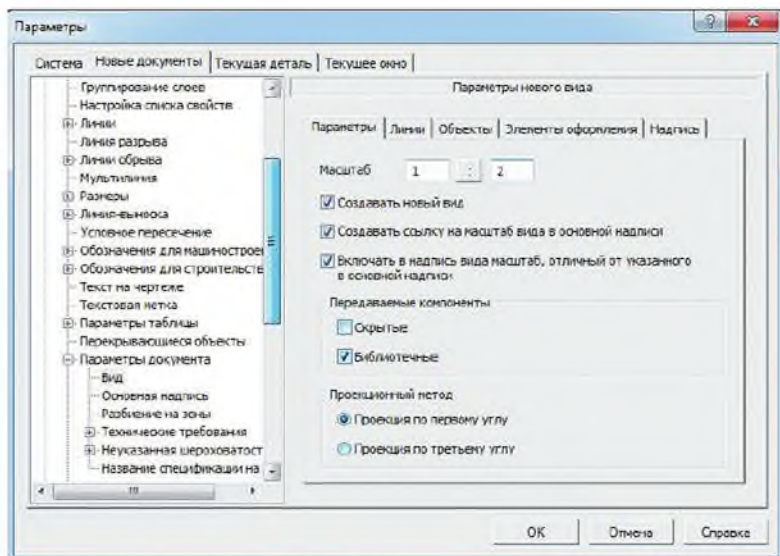 Параметры
Система Новые документы Текущая деталь Текущее окно
Группирование слоев
Настройка списка свойств
Линии
Линия разрыва
Линии обрыва
Мультилиния
Размеры
Линия-выноска
Условное пересечение
Обозначения для машинострое
Обозначения для строительств
Текст на чертеже
Текстовая метка
Параметры таблицы
Перекрывающиеся объекты
Параметры документа
Вид
Основная надпись
Разбиение на зоны
Технические требования
Неуказанная шероховатост
Название спецификации на
Параметры нового вида
Параметры Линии Объекты Элементы оформления Надпись
Масштаб 1 : 2
Создавать новый вид
Создавать ссылку на масштаб вида в основной надписи
Включать в надпись вида масштаб, отличный от указанного
в основной надписи
Передаваемые компоненты
Скрытые
Библиотечные
Проекционный метод
Проекция по первому углу
Проекция по третьему углу
OK Отмена Справка